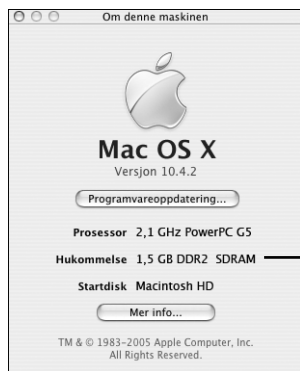 Om denne maskinen
Mac OS X
Versjon 10.4.2
Programvareoppdatering...
Prosessor 2,1 GHz PowerPC G5
Hukommelse 1,5 GB DDR2 SDRAM
Startdisk Macintosh HD
Mer info...
TM & © 1983-2005 Apple Computer, Inc.
All Rights Reserved.